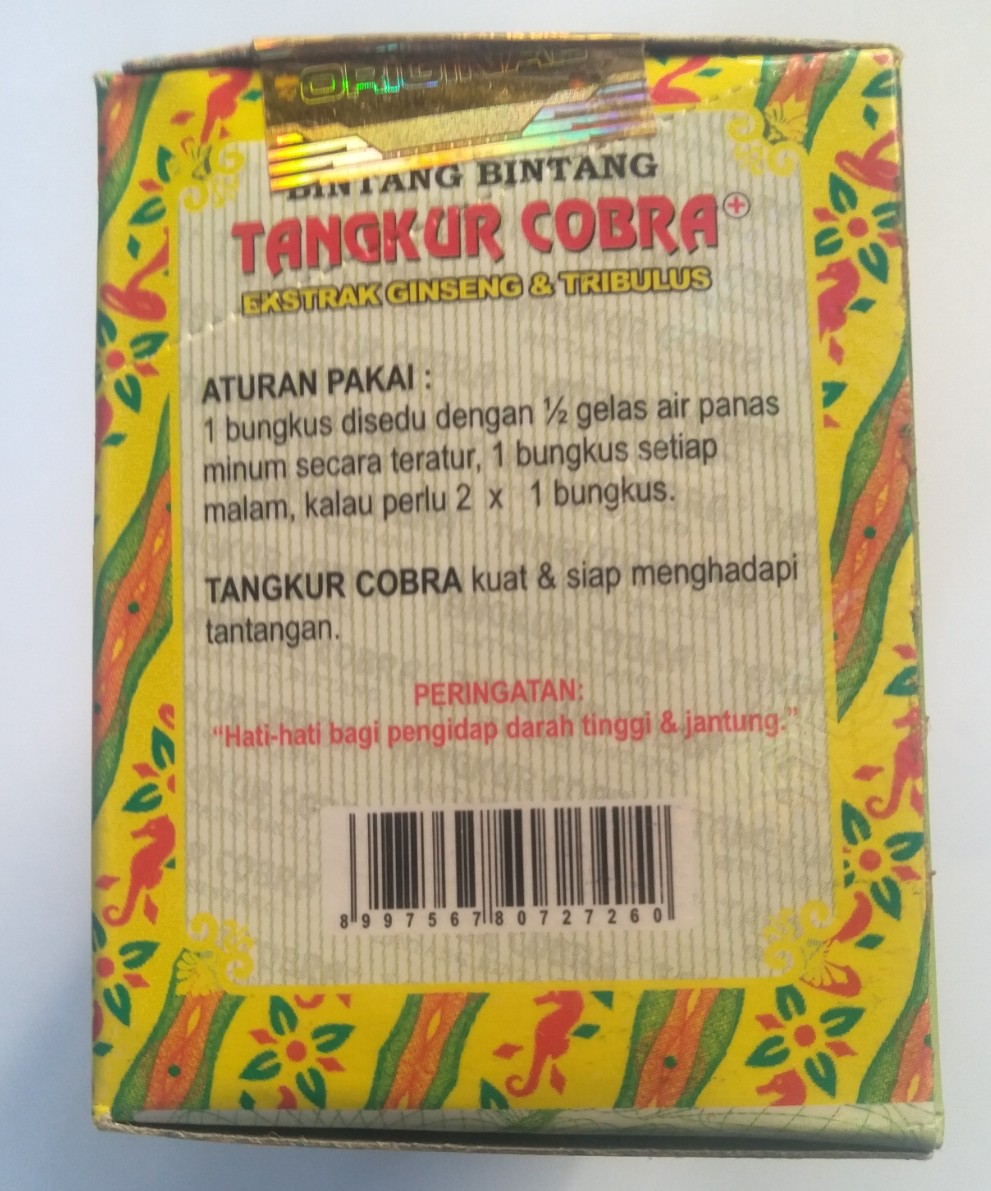 ORIGINAL
BINTANG BINTANG
TANGKUR COBRA+
EKSTRAK GINSENG & TRIBULUS
ATURAN PAKAI :
1 bungkus disedu dengan ½ gelas air panas
minum secara teratur, 1 bungkus setiap
malam, kalau perlu 2 x 1 bungkus.
TANGKUR COBRA kuat & siap menghadapi
tantangan.
PERINGATAN:
“Hati-hati bagi pengidap darah tinggi & jantung.”
8 997567 807272 60